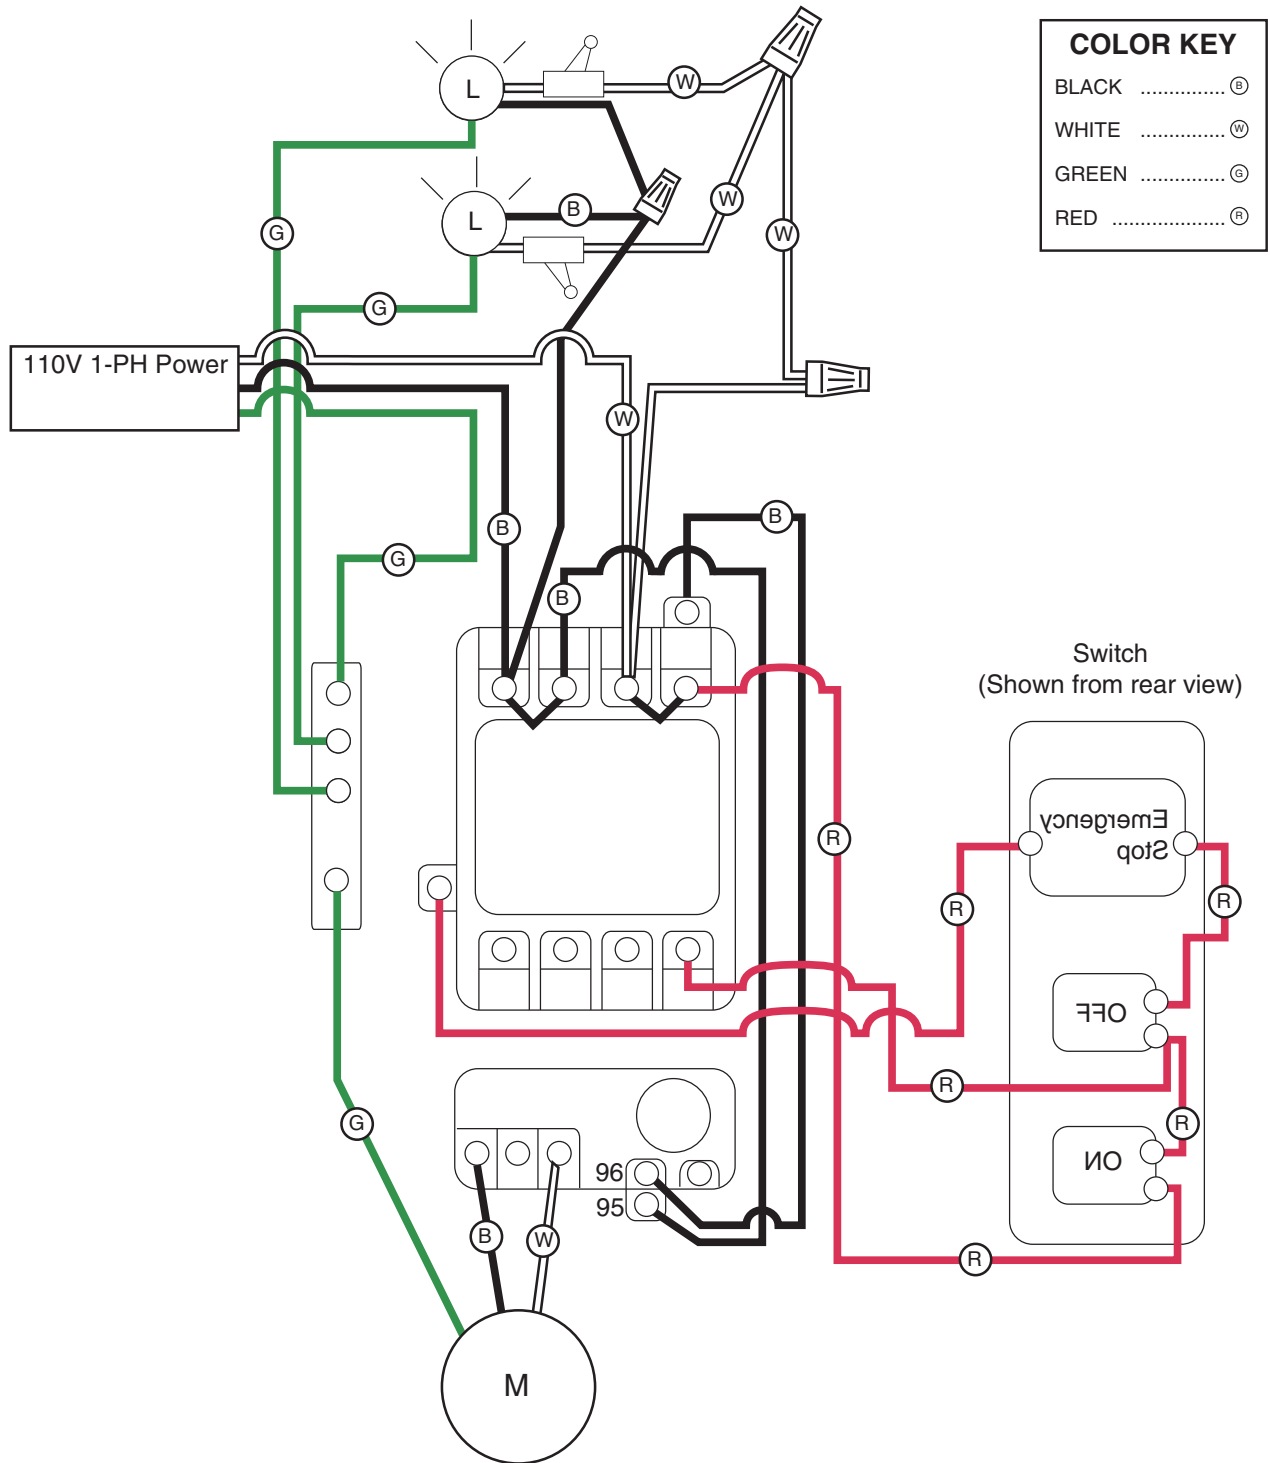 L
W
COLOR KEY
BLACK ............... B
WHITE ............... W
GREEN ............... G
RED .................... R
L
B
W
W
G
G
110V 1-PH Power
W
B
B
G
B
Switch
(Shown from rear view)
Emergency
Stop
R
R
R
OFF
R
G
R
ON
96
95
B
W
R
M